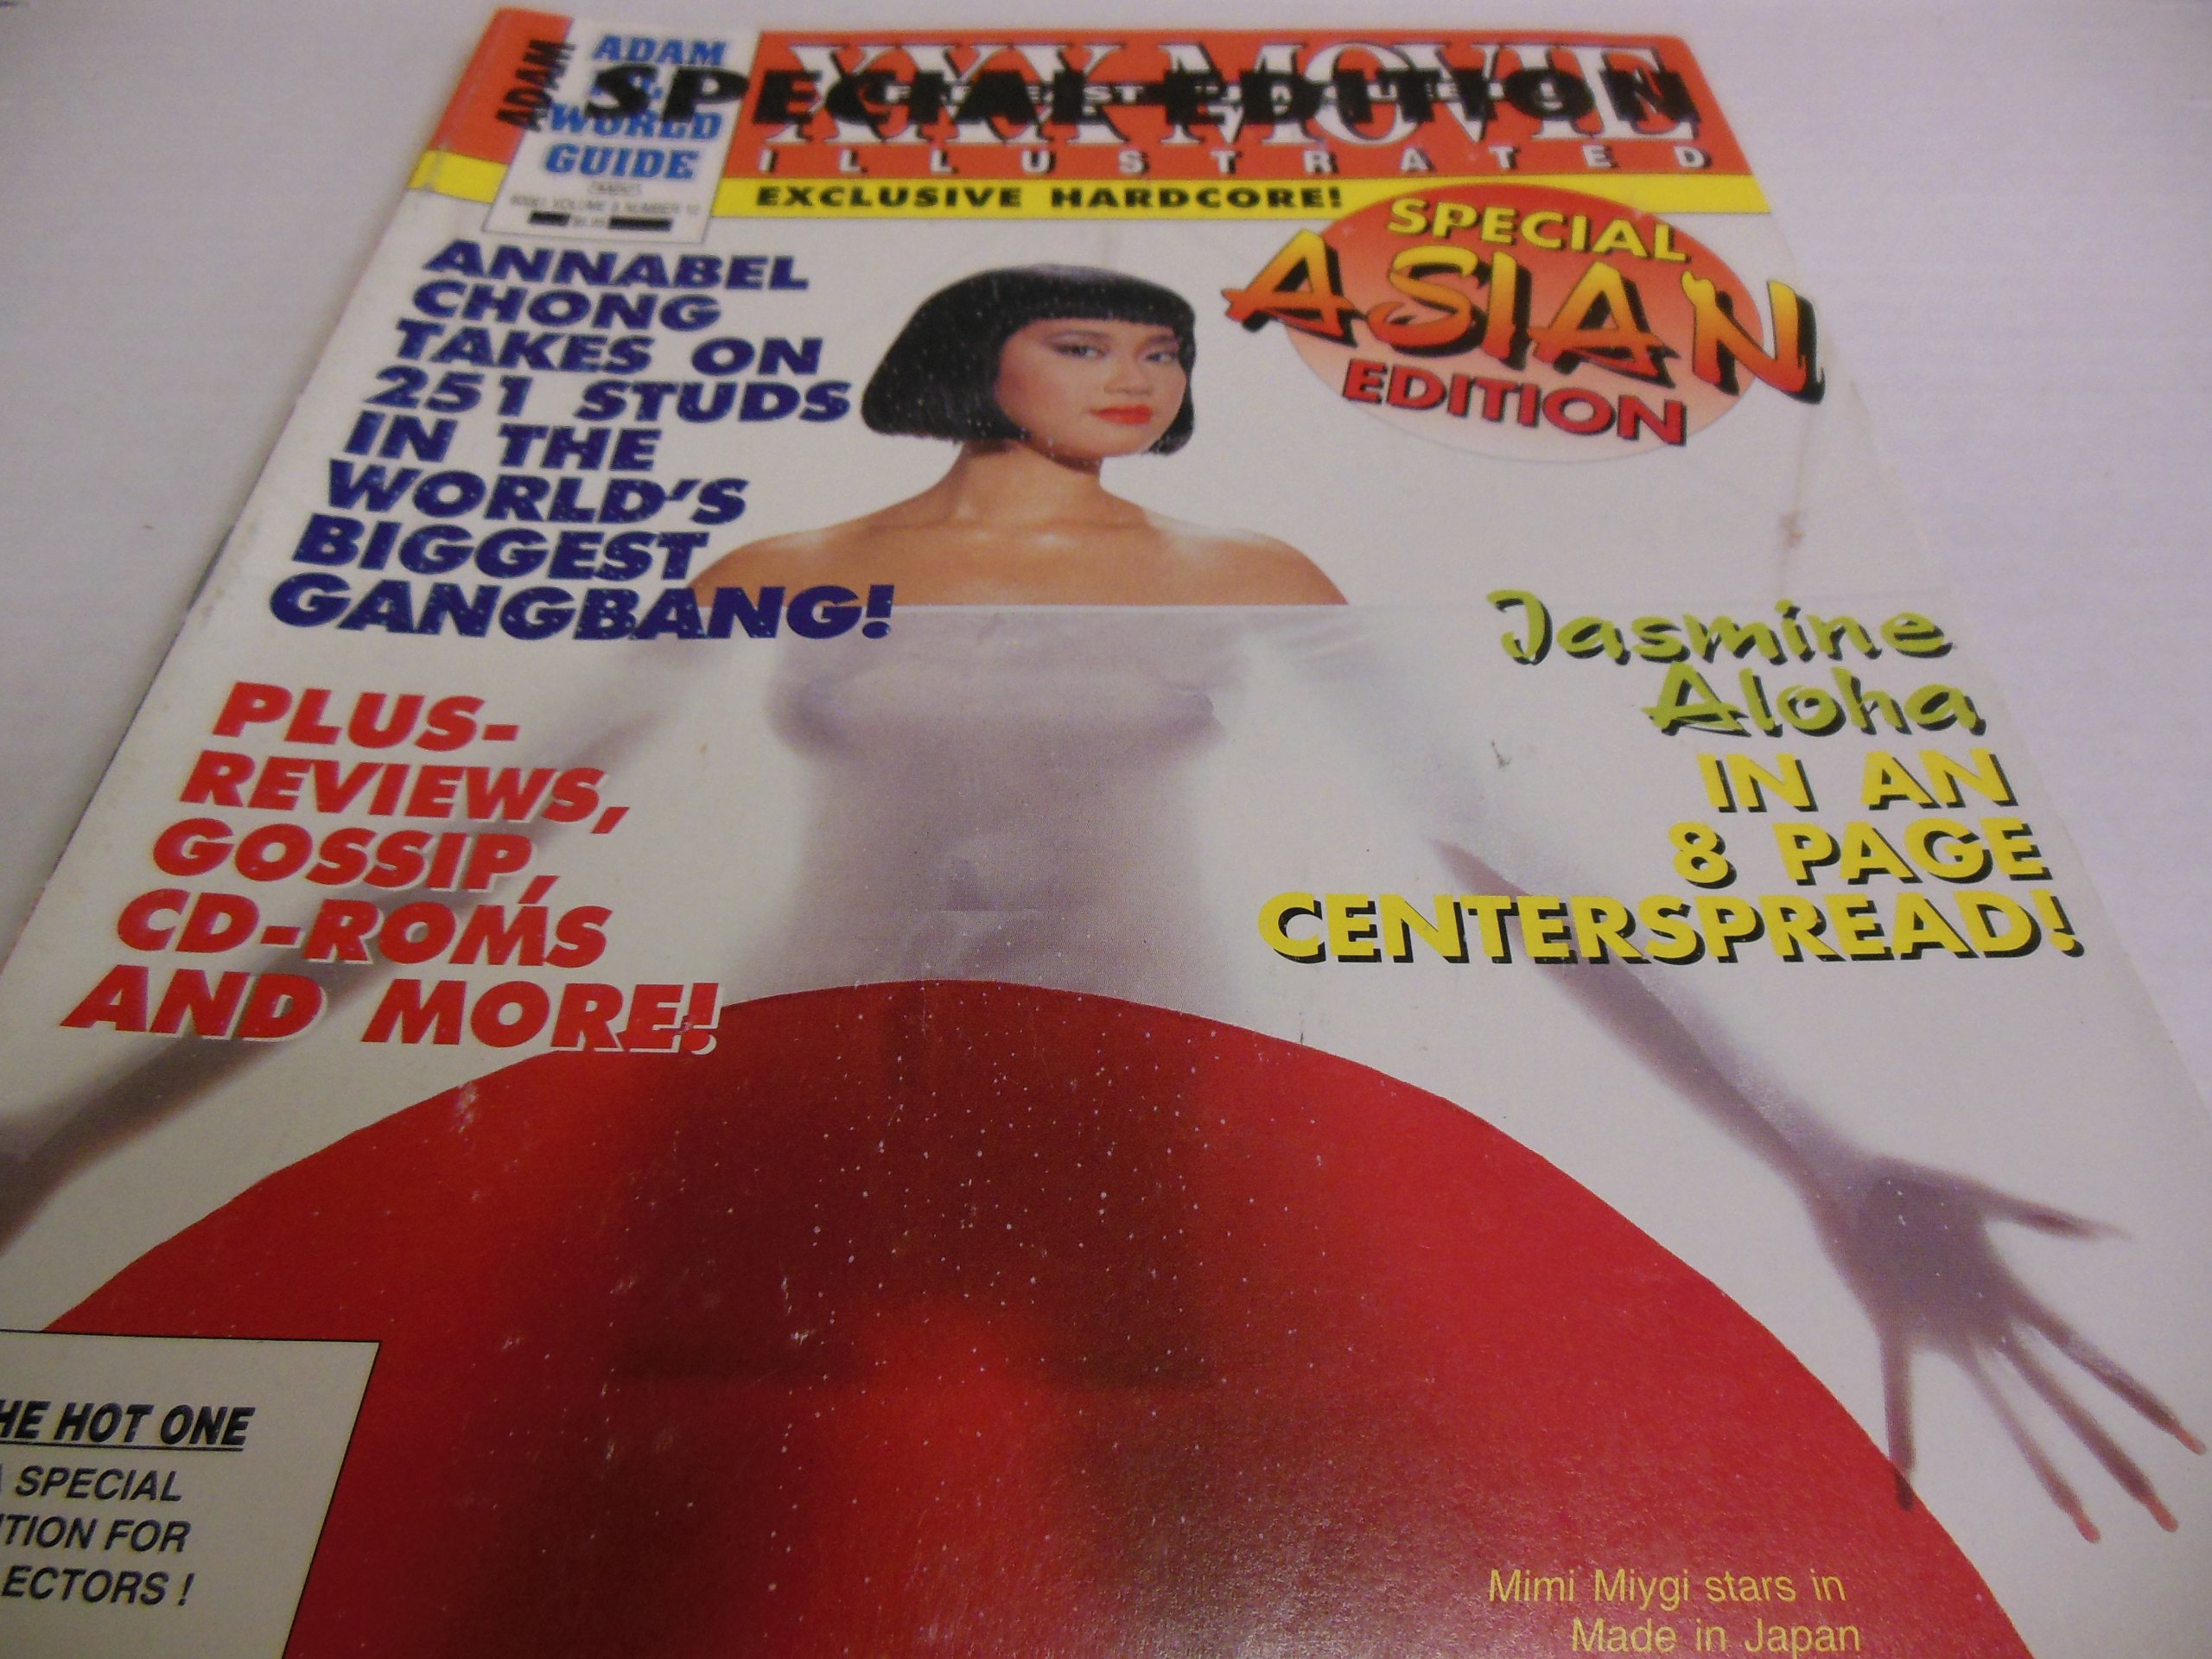 ADAM
SPECIAL EDITION
ADAM
WORLD
GUIDE
XXX MOVIE
ILLUSTRATED
EXCLUSIVE HARDCORE!
SPECIAL
ASIAN
EDITION
ANNABEL
CHONG
TAKES ON
251 STUDS
IN THE
WORLD'S
BIGGEST
GANGBANG!
PLUS-
REVIEWS,
GOSSIP,
CD-ROMS
AND MORE!
Jasmine
Aloha
IN AN
8 PAGE
CENTERSPREAD!
HE HOT ONE
A SPECIAL
ITION FOR
LECTORS !
Mimi Miygi stars in
Made in Japan